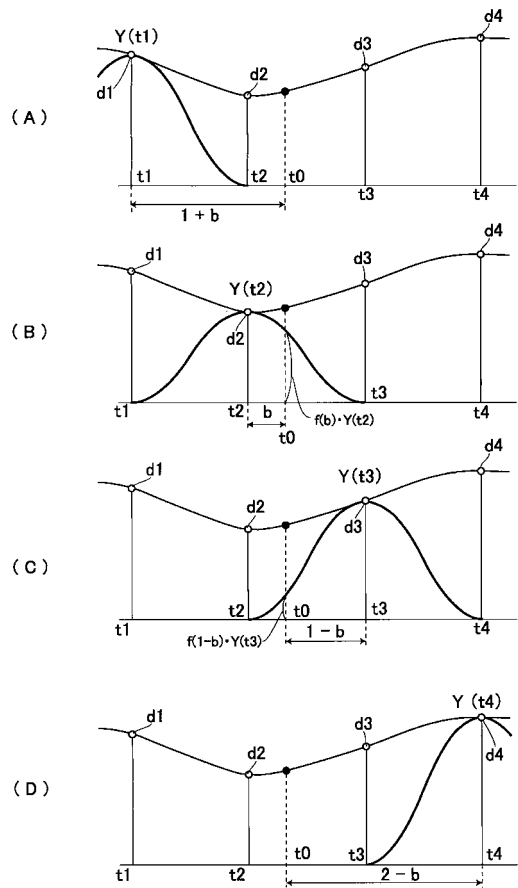 (A)
Y(t1)
d1
d2
d3
d4
t1
t2
t0
t3
t4
1+b
(B)
d1
Y(t2)
d2
d3
d4
t1
t2
b
t0
f(b)・Y(t2)
t3
t4
(C)
d1
d2
Y(t3)
d3
d4
t1
t2
t0
t3
t4
f(1-b)・Y(t3)
1-b
(D)
d1
d2
d3
Y(t4)
d4
t1
t2
t0
t3
t4
2-b